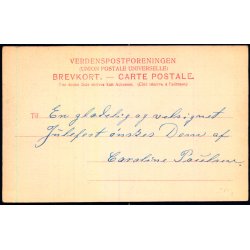 VERDENSPOSTFORENINGEN
(UNION POSTALE UNIVERSELLE)
BREVKORT. — CARTE POSTALE.
Til
En glædelig og velsignet
Julefest ønskes Dem af
Caroline Paulsen.